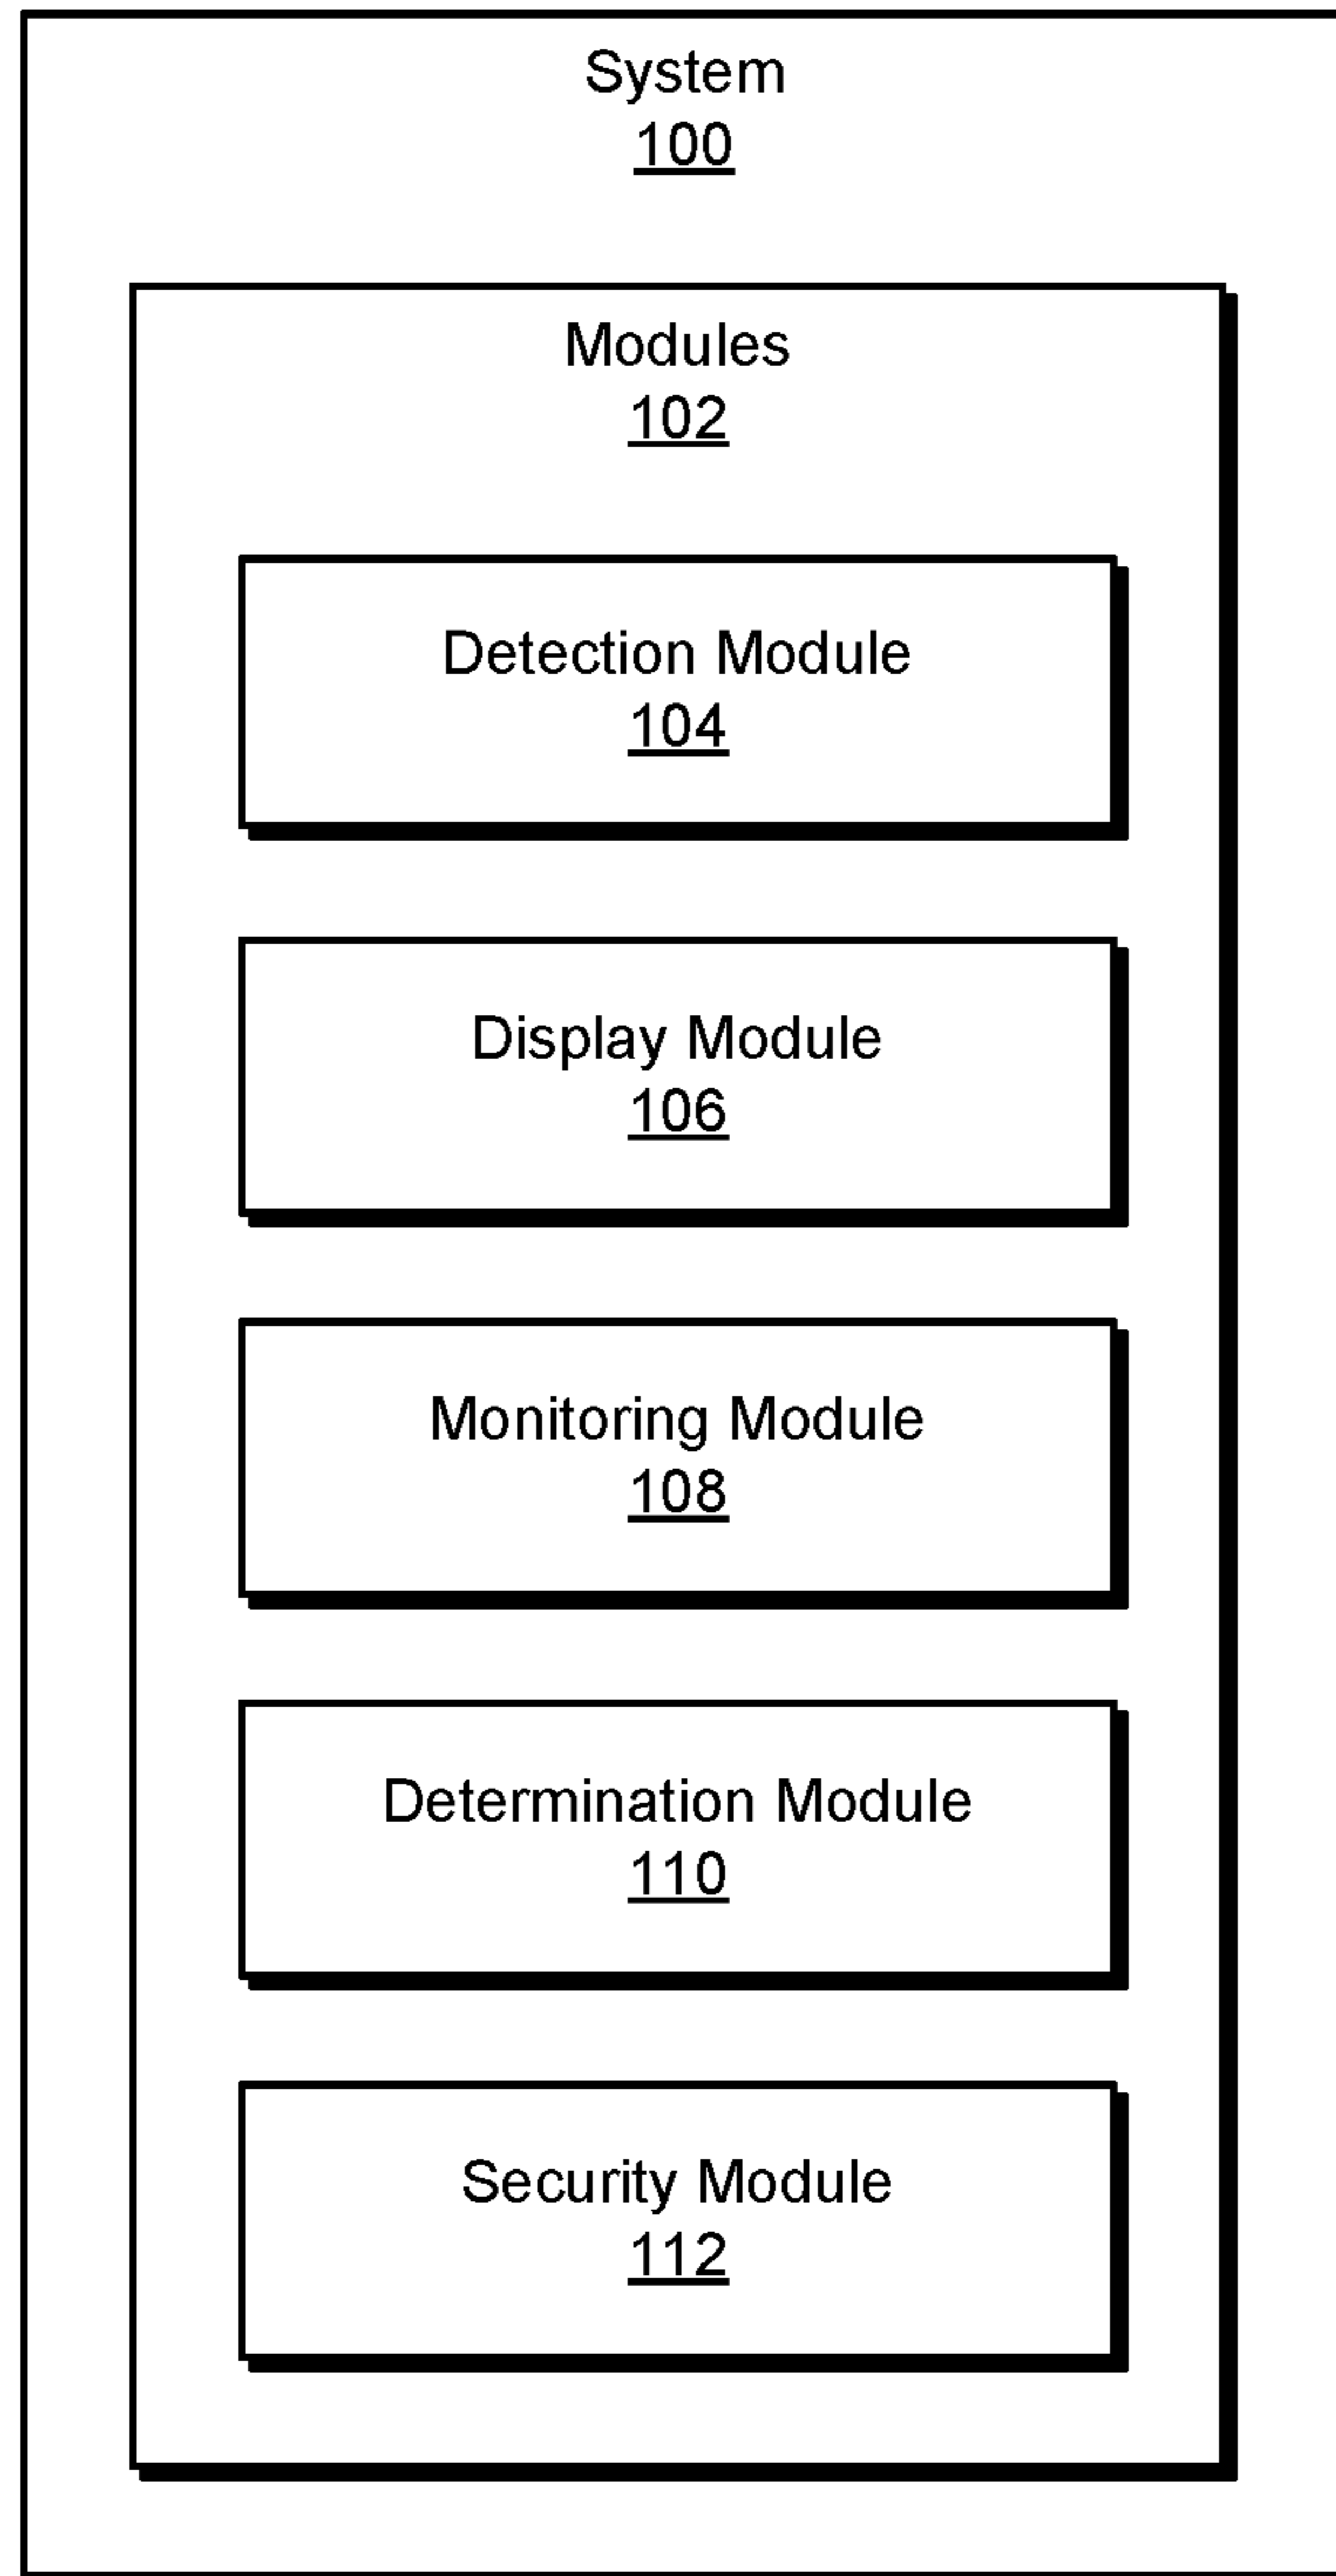 System
100
Modules
102
Detection Module
104
Display Module
106
Monitoring Module
108
Determination Module
110
Security Module
112